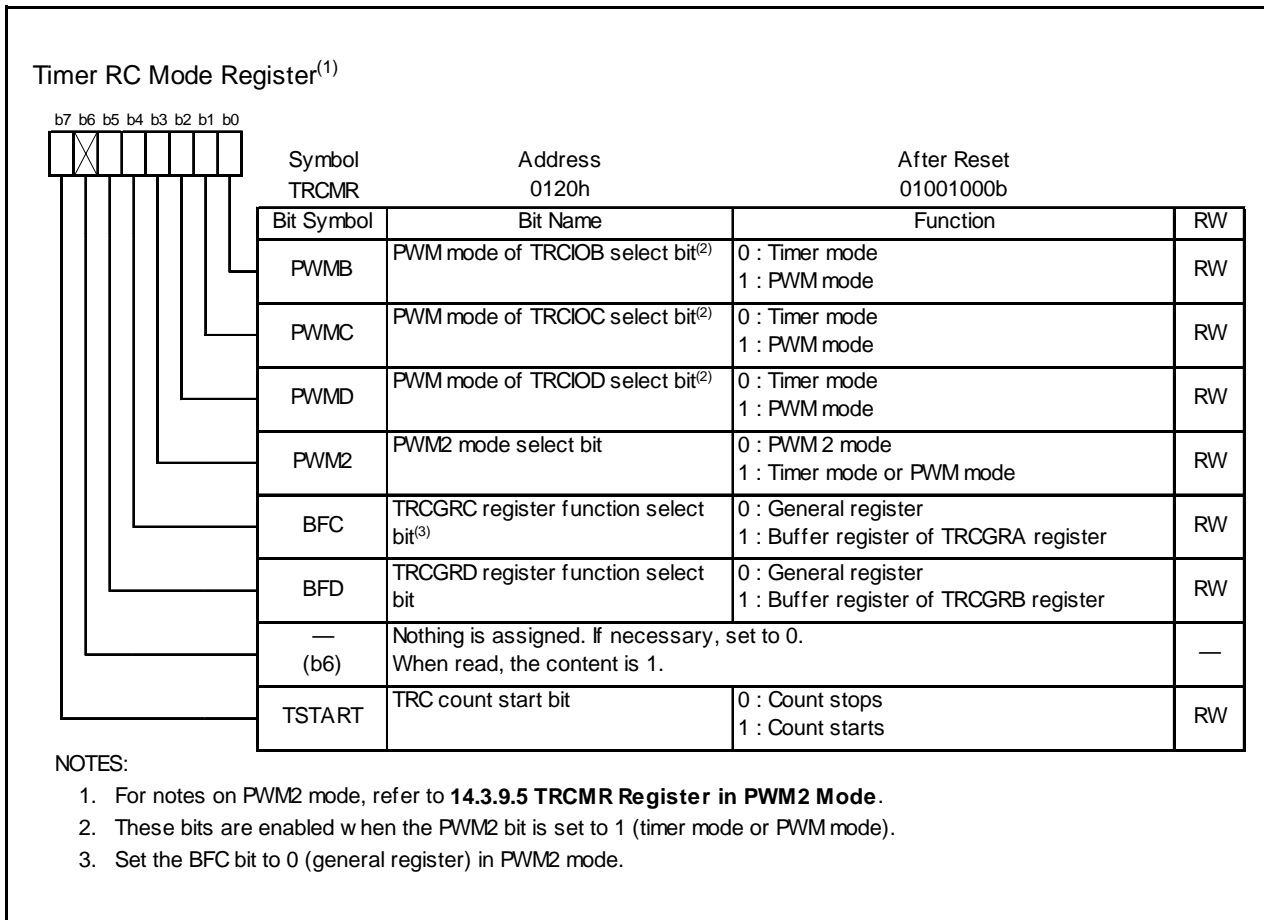 Timer RC Mode Register(1)
b7 b6 b5 b4 b3 b2 b1 b0
Symbol Address After Reset
TRCMR 0120h 01001000b
Bit Symbol Bit Name Function RW
PWMB PWM mode of TRCIOB select bit(2) 0 : Timer mode RW
1 : PWM mode
PWMC PWM mode of TRCIOC select bit(2) 0 : Timer mode RW
1 : PWM mode
PWMD PWM mode of TRCIOD select bit(2) 0 : Timer mode RW
1 : PWM mode
PWM2 PWM2 mode select bit 0 : PWM 2 mode RW
1 : Timer mode or PWM mode
BFC TRCGRC register function select 0 : General register RW
bit(3) 1 : Buffer register of TRCGRA register
BFD TRCGRD register function select 0 : General register RW
bit 1 : Buffer register of TRCGRB register
— Nothing is assigned. If necessary, set to 0. —
(b6) When read, the content is 1.
TSTART TRC count start bit 0 : Count stops RW
1 : Count starts
NOTES:
1. For notes on PWM2 mode, refer to 14.3.9.5 TRCMR Register in PWM2 Mode.
2. These bits are enabled w hen the PWM2 bit is set to 1 (timer mode or PWM mode).
3. Set the BFC bit to 0 (general register) in PWM2 mode.